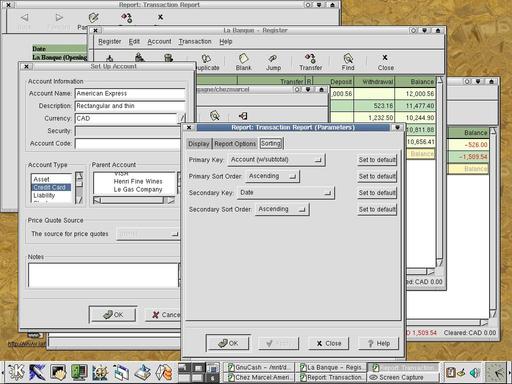 Report: Transaction Report
Back
Forward
La Banque - Register
Register Edit Account Transaction Help
Date
La Banque (Opening
Duplicate Blank Jump Transfer Find Close
Transfer R Deposit Withdrawal Balance
000.56 12,000.56
523.16 11,477.40
1,232.50 10,244.90
10,811.88
10,656.41
Balance
Set Up Account
Account Information
Account Name: American Express
Description: Rectangular and thin
Currency: CAD
Security:
Account Code:
Account Type
Asset
Credit Card
Liability
Parent Account
VISA
Henri Fine Wines
Le Gas Company
Price Quote Source
The source for price quotes
Notes
OK Cance
Balance
-526.00
-1,509.54
Balance
Report: Transaction Report (Parameters)
Display Report Options Sorting
Primary Key: Account (w/subtotal) Set to default
Primary Sort Order: Ascending Set to default
Secondary Key: Date Set to default
Secondary Sort Order: Ascending Set to default
OK Apply Close Help
Cleared: CAD 0.00
D 1,509.54 Cleared: CAD 0.00
GnuCash - /mnt/d
La Banque - Regis
Report Transaction
Chez Marcel:Ameri
Report: Transaction
Screen Capture